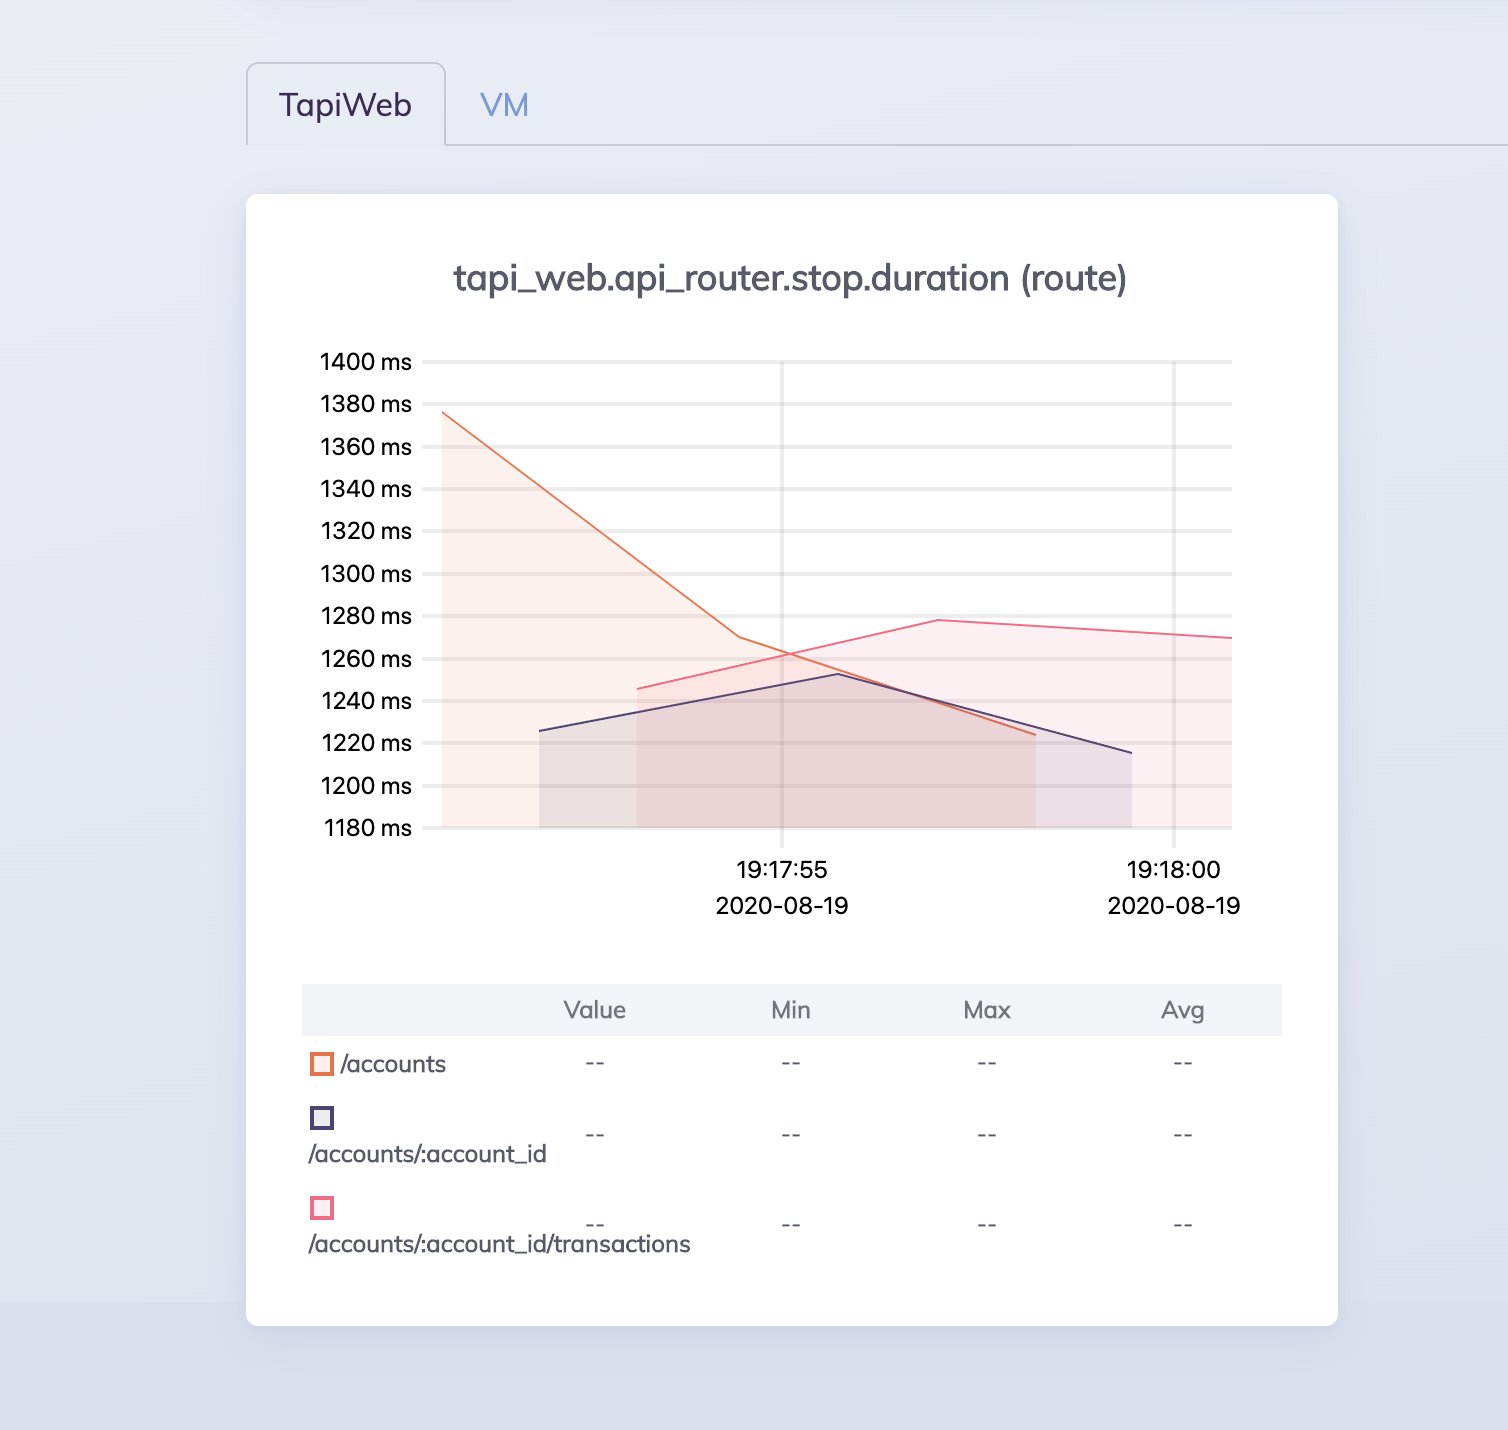 TapiWeb VM
tapi_web.api_router.stop.duration (route)
1400 ms
1380 ms
1360 ms
1340 ms
1320 ms
1300 ms
1280 ms
1260 ms
1240 ms
1220 ms
1200 ms
1180 ms
19:17:55 19:18:00
2020-08-19 2020-08-19
Value Min Max Avg
/accounts -- -- -- --
-- -- -- --
/accounts/:account_id
-- -- -- --
/accounts/:account_id/transactions